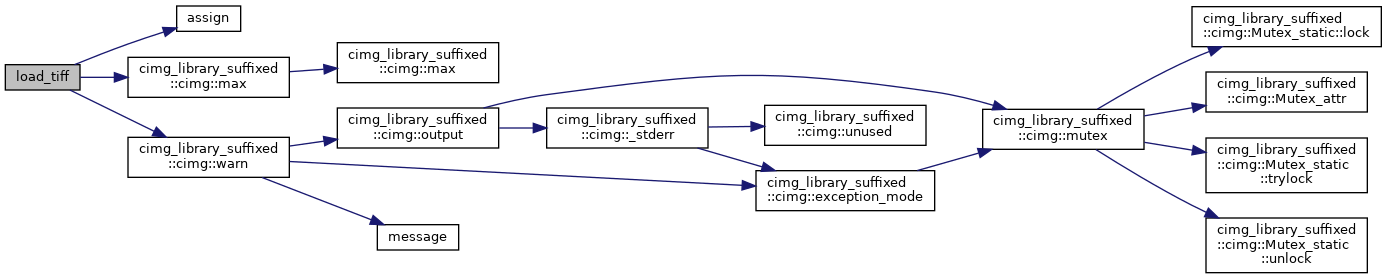 load_tiff
assign
cimg_library_suffixed
::cimg::max
cimg_library_suffixed
::cimg::warn
cimg_library_suffixed
::cimg::max
cimg_library_suffixed
::cimg::output
message
cimg_library_suffixed
::cimg::_stderr
cimg_library_suffixed
::cimg::unused
cimg_library_suffixed
::cimg::exception_mode
cimg_library_suffixed
::cimg::mutex
cimg_library_suffixed
::cimg::Mutex_static::lock
cimg_library_suffixed
::cimg::Mutex_attr
cimg_library_suffixed
::cimg::Mutex_static
::trylock
cimg_library_suffixed
::cimg::Mutex_static
::unlock